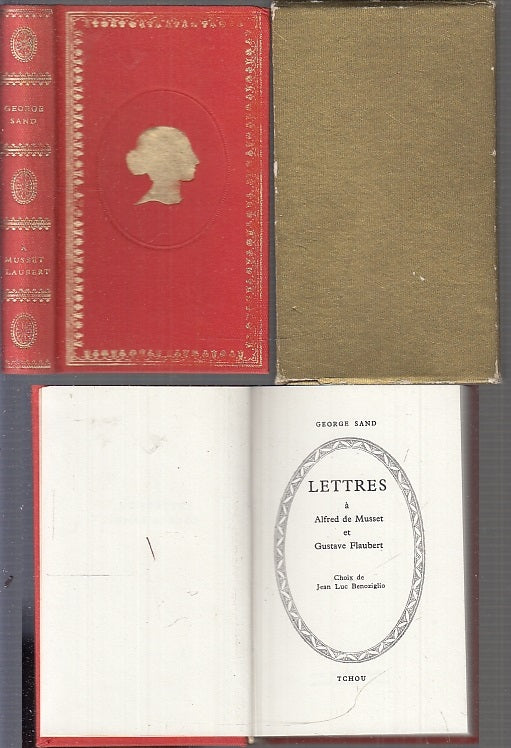 GEORGE
SAND
A
MUSSET
FLAUBERT
GEORGE SAND
LETTRES
à
Alfred de Musset
et
Gustave Flaubert
Choix de
Jean Luc Benoziglio
TCHOU